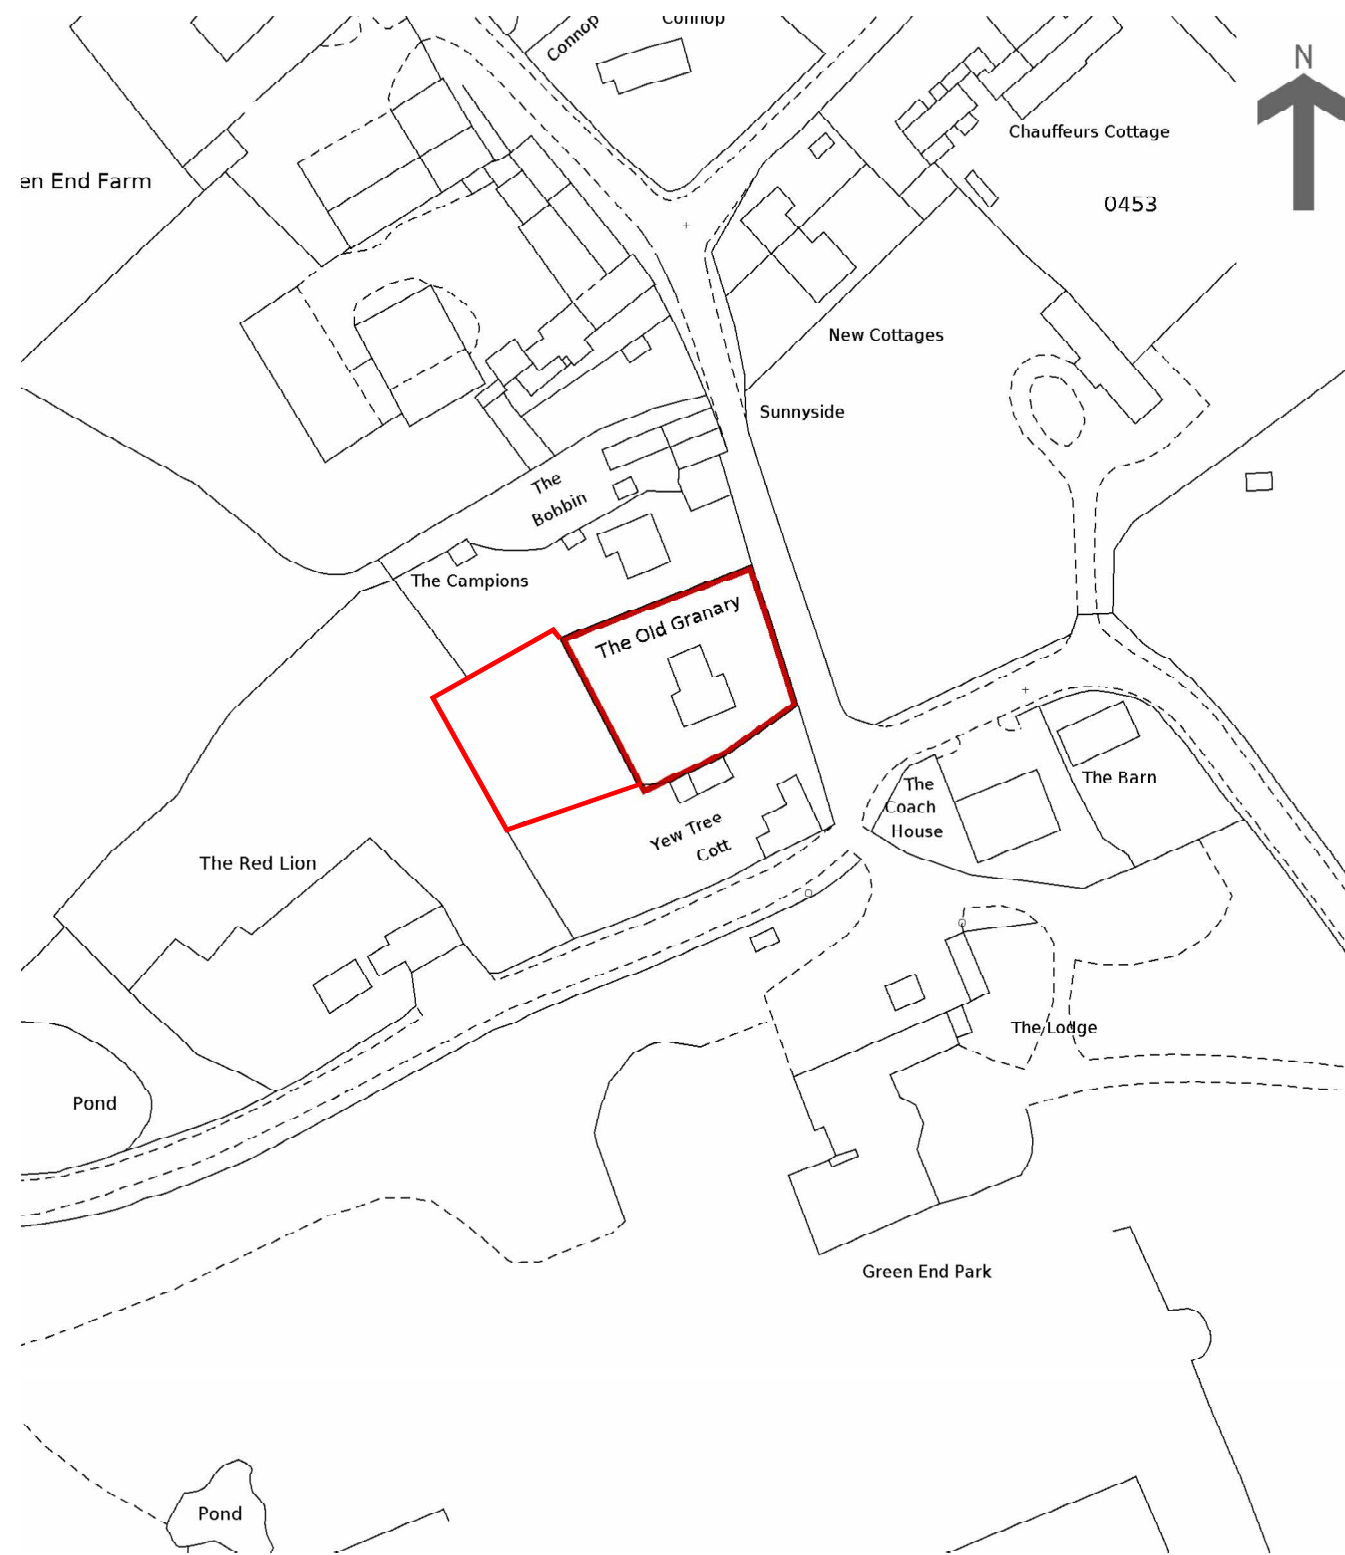 Connop
Connop
N
Chauffeurs Cottage
en End Farm
0453
New Cottages
Sunnyside
The
Bobbin
The Campions
The Old Granary
The Barn
The
Coach
House
Yew Tree
Cott
The Red Lion
The Lodge
Pond
Green End Park
Pond